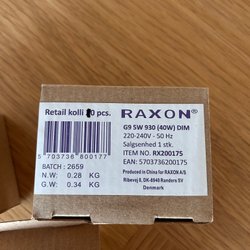 Retail kolli 10 pcs.
RAXON®
G9 5W 930 (40W) DIM
220-240V - 50 Hz
Salgsenhed 1 stk.
ITEM NO. RX200175
EAN: 5703736200175
5 703736 800177
BATCH : 2659
N.W: 0.28 KG
G.W: 0.34 KG
Produced in China for RAXON A/S
Ribevej 8, DK-8940 Randers SV
Denmark